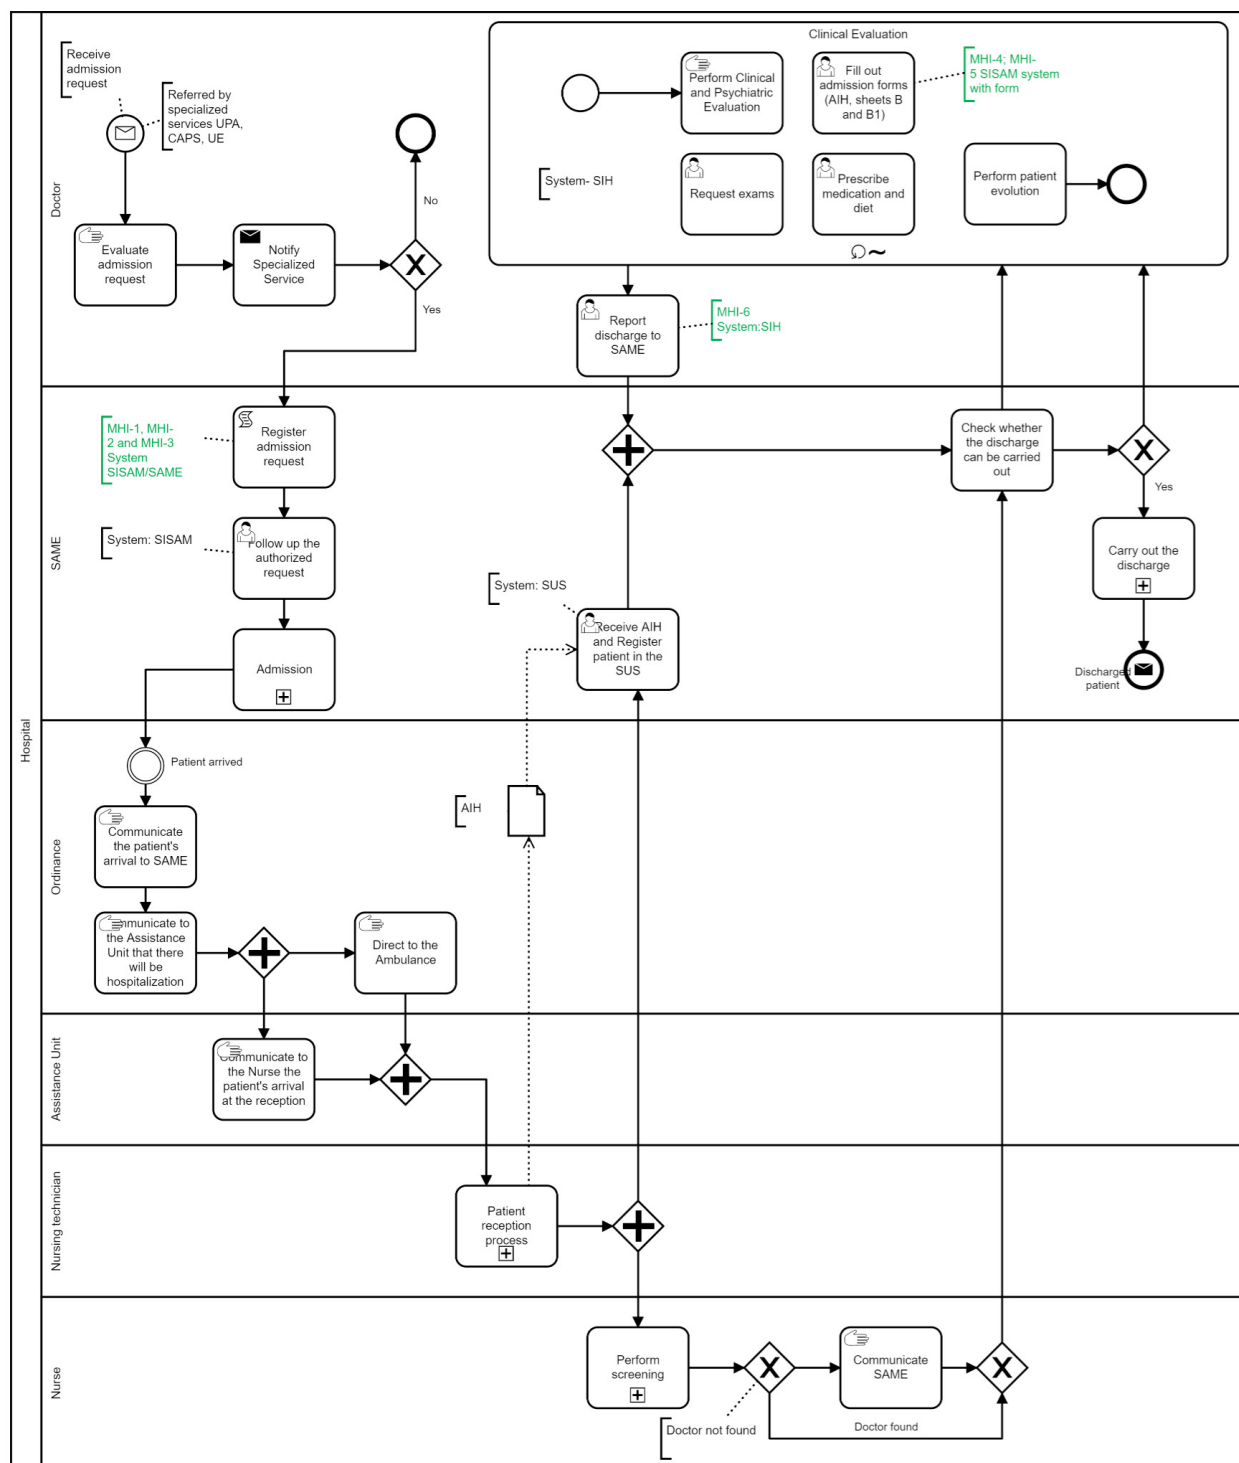 Hospital
Doctor
Receive
admission
request
Referred by
specialized
services UPA,
CAPS, UE
Evaluate
admission
request
Notify
Specialized
Service
No
Yes
Clinical Evaluation
Perform Clinical
and Psychiatric
Evaluation
Fill out
admission forms
(AIH, sheets B
and B1)
MHI-4; MHI-
5 SISAM system
with form
System- SIH
Request exams
Prescribe
medication and
diet
Perform patient
evolution
Report
discharge to
SAME
MHI-6
System:SIH
SAME
MHI-1, MHI-
2 and MHI-3
System
SISAM/SAME
Register
admission
request
System: SISAM
Follow up the
authorized
request
Admission
System: SUS
Receive AIH
and Register
patient in the
SUS
Check whether
the discharge
can be carried
out
Yes
Carry out the
discharge
Discharged
patient
Ordinance
Patient arrived
Communicate
the patient's
arrival to SAME
mmunicate to
the Assistance
Unit that there
will be
hospitalization
Direct to the
Ambulance
AIH
Assistance Unit
Communicate to
the Nurse the
patient's arrival
at the reception
Nursing technician
Patient
reception
process
Nurse
Perform
screening
Doctor not found
Communicate
SAME
Doctor found